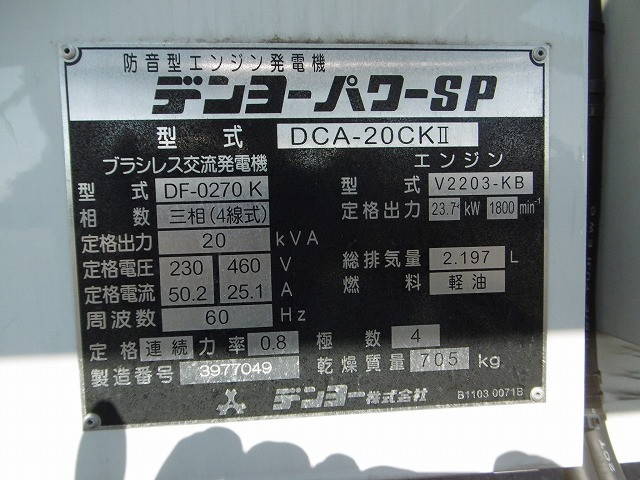 防音型エンジン発電機
デンヨーパワーSP
型式 DCA-20CKⅡ
ブラシレス交流発電機 エンジン
型式 DF-0270K 型式 V2203-KB
相数 三相(4線式) 定格出力 23.7 kW 1800 min⁻¹
定格出力 20 kVA
定格電圧 230 460 V 総排気量 2.197 L
定格電流 50.2 25.1 A 燃料 軽油
周波数 60 Hz
定格 連続 力率 0.8 極数 4
製造番号 3977049 乾燥質量 705 kg
デンヨー株式会社 B1103 0071B